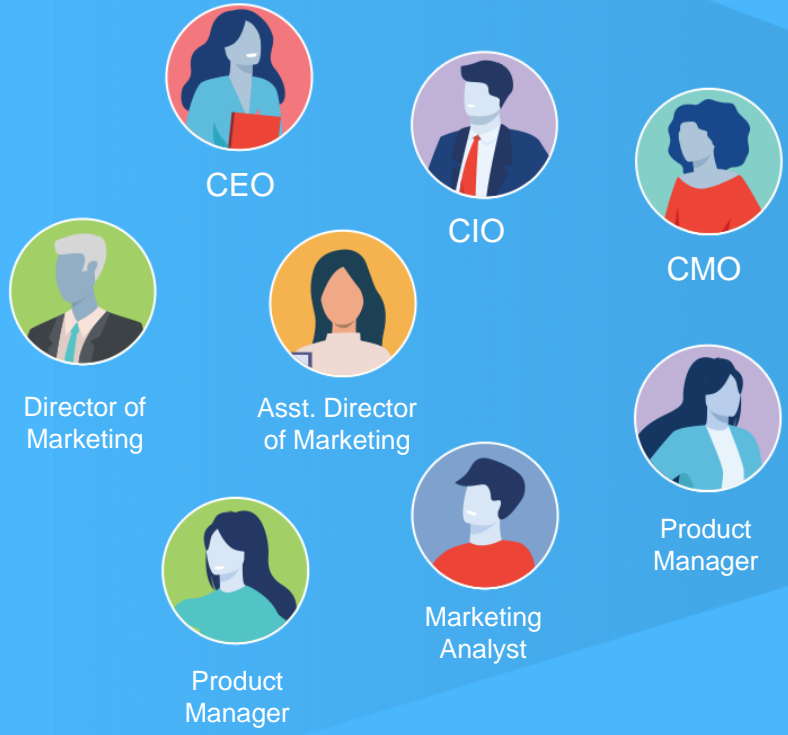 CEO
CIO
CMO
Director of
Marketing
Asst. Director
of Marketing
Product
Manager
Marketing
Analyst
Product
Manager